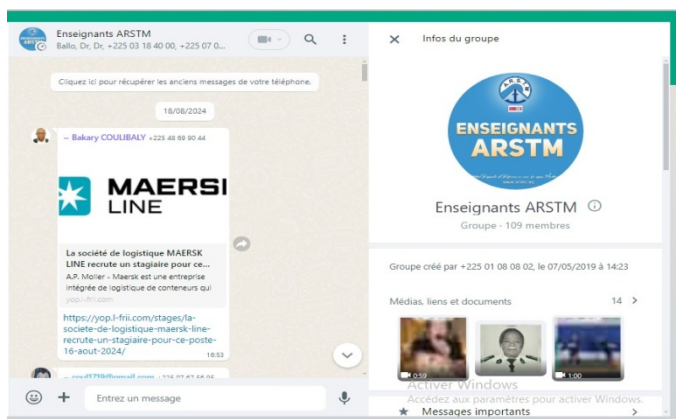 Enseignants ARSTM
Ballo, Dr, Dr, +225 03 18 40 00, +225 07 0...
Cliquez ici pour récupérer les anciens messages de votre téléphone.
18/08/2024
~ Bakary COULIBALY +225 48 69 90 44
MAERSK
LINE
La société de logistique MAERSK
LINE recrute un stagiaire pour ce...
A.P. Moller - Maersk est une entreprise
intégrée de logistique de conteneurs qui
yop.l-frii.com
https://yop.l-frii.com/stages/la-
societe-de-logistique-maersk-line-
recrute-un-stagiaire-pour-ce-poste-
16-aout-2024/
16:53
Entrez un message
Infos du groupe
ARSTM
ENSEIGNANTS
ARSTM
Enseignants ARSTM
Groupe · 109 membres
Groupe créé par +225 01 08 08 02, le 07/05/2019 à 14:23
Médias, liens et documents
14
0:59
1:00
Activer Windows
Accédez aux paramètres pour activer Windows.
Messages importants